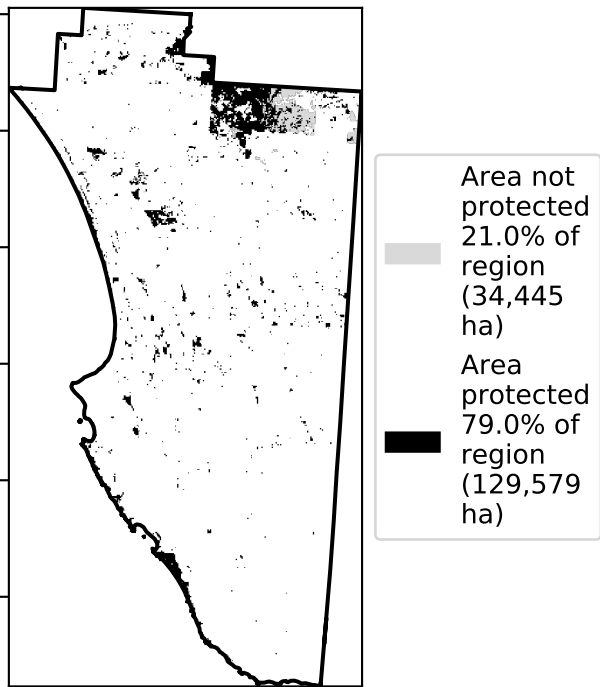 Area not
protected
21.0% of
region
(34,445
ha)
Area
protected
79.0% of
region
(129,579
ha)